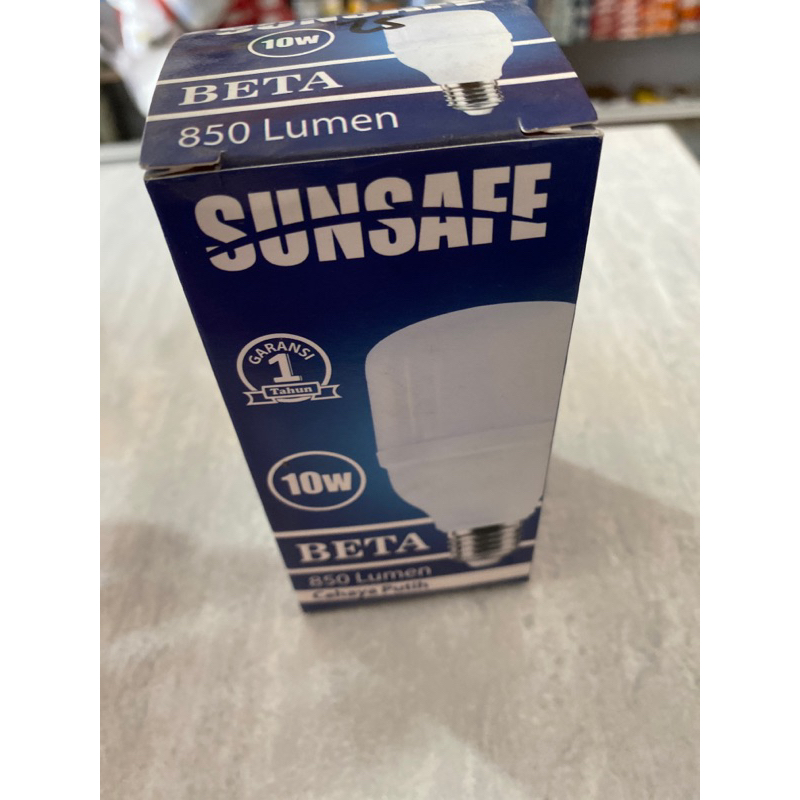 SUNSAFE
10W
BETA
850 Lumen
SUNSAFE
GARANSI
1
Tahun
10W
BETA
850 Lumen
Cahaya Putih